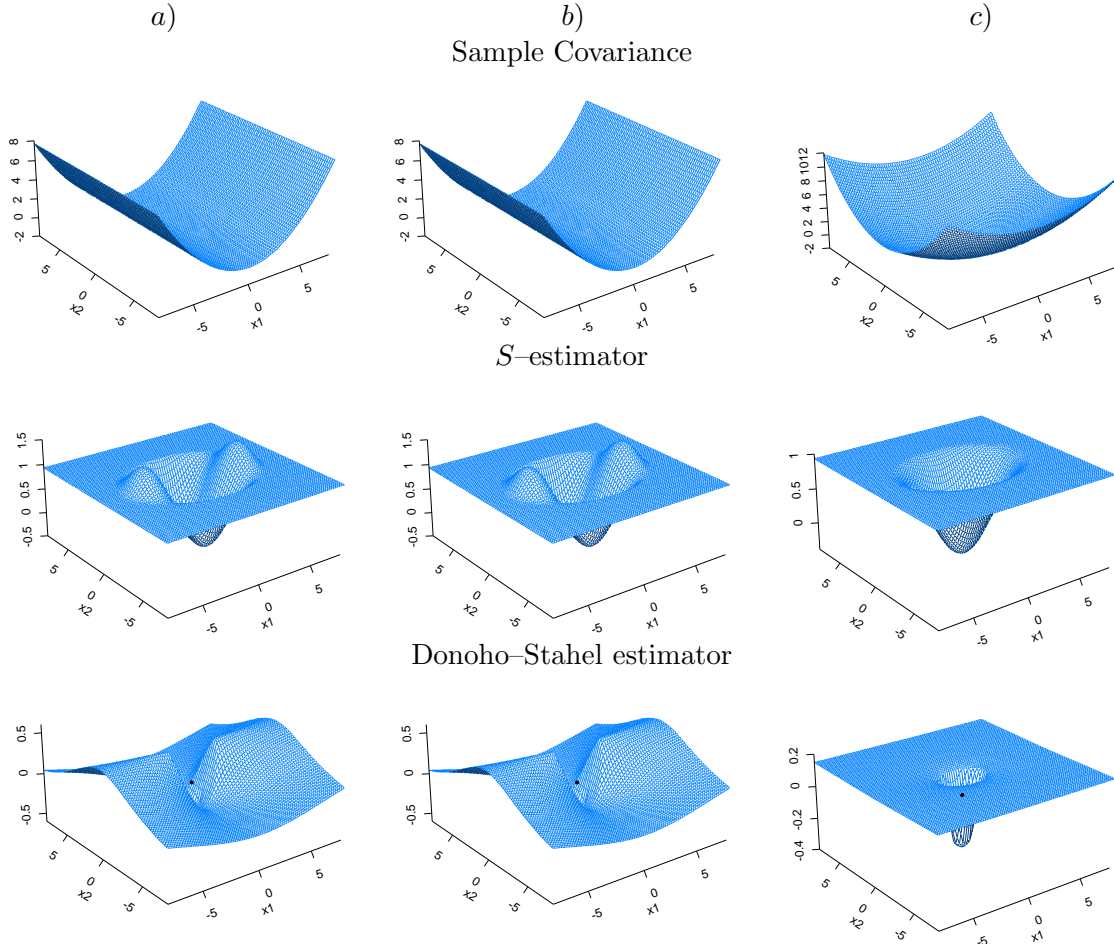 a) b) c)
Sample Covariance
-2 0 2 4 6 8
-2 0 2 4 6 8
-2 0 2 4 6 8 10 12
5 0 -5 x2 -5 0 5 x1
5 0 -5 x2 -5 0 5 x1
5 0 -5 x2 -5 0 5 x1
S–estimator
-0.5 0 0.5 1 1.5
-0.5 0 0.5 1 1.5
0 0.5 1
5 0 -5 x2 -5 0 5 x1
5 0 -5 x2 -5 0 5 x1
5 0 -5 x2 -5 0 5 x1
Donoho–Stahel estimator
-0.5 0 0.5
-0.5 0 0.5
-0.4 -0.2 0 0.2
5 0 -5 x2 -5 0 5 x1
5 0 -5 x2 -5 0 5 x1
5 0 -5 x2 -5 0 5 x1